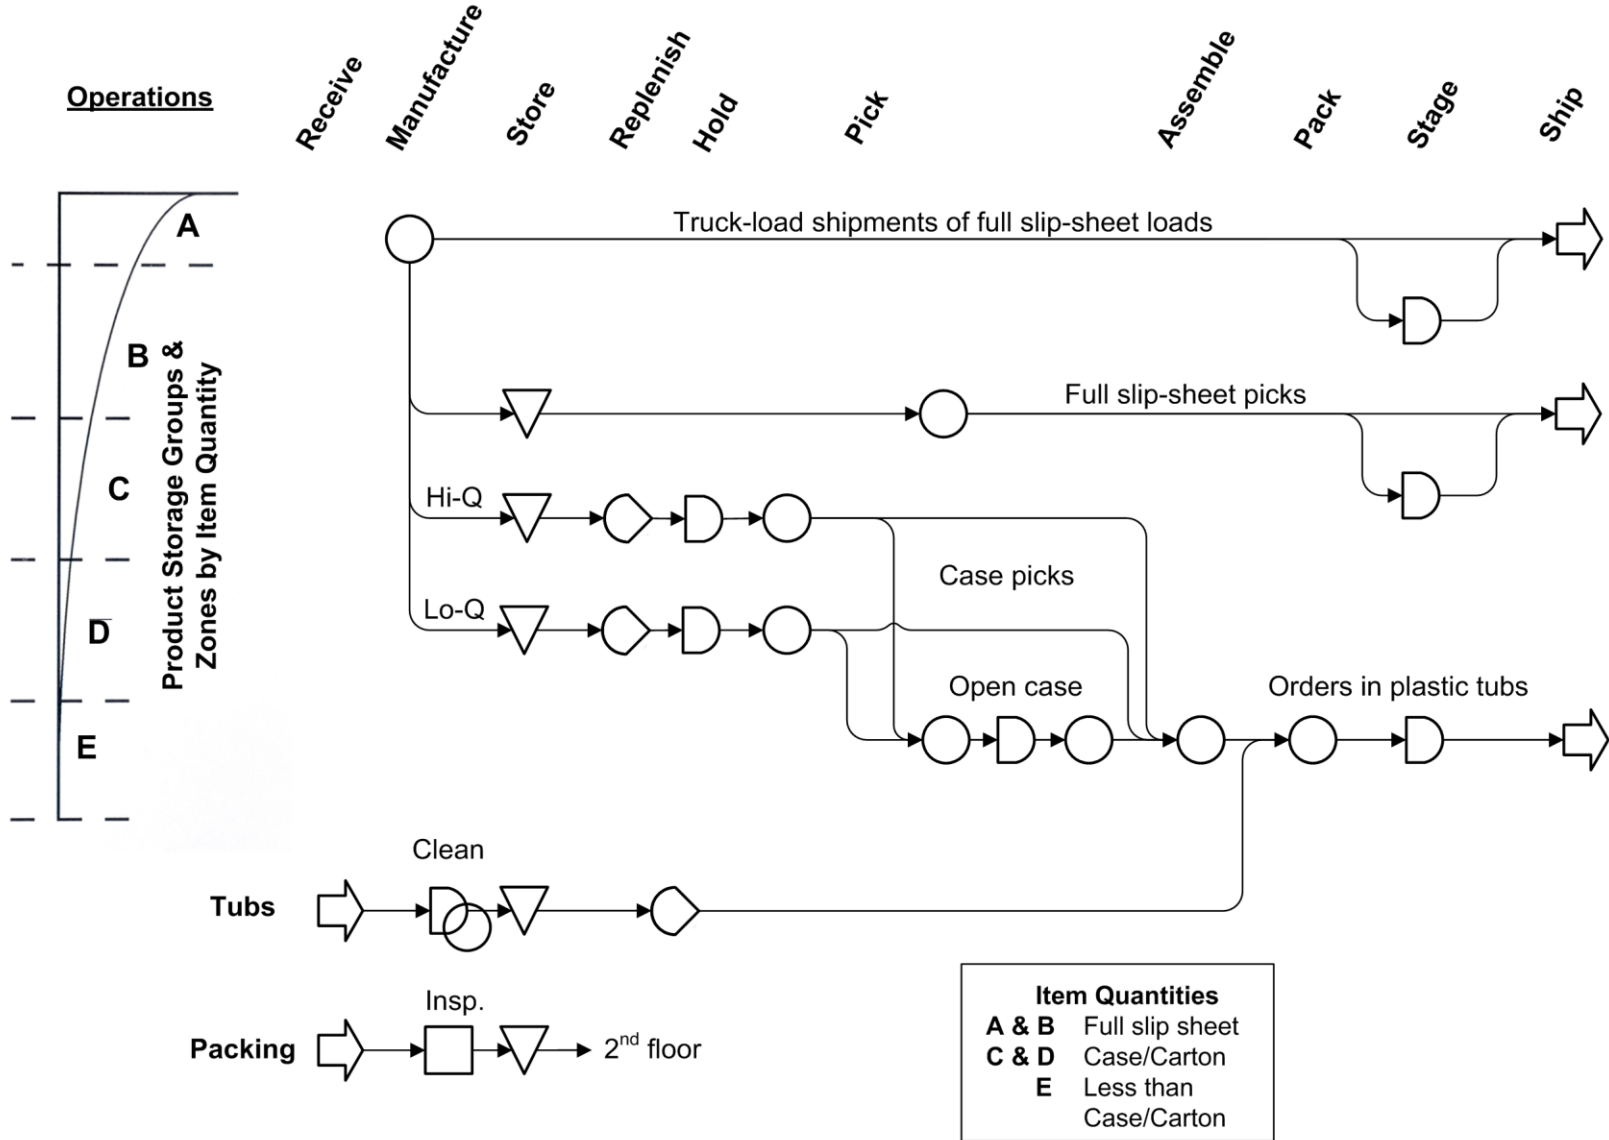 Operations
Receive
Manufacture
Store
Replenish
Hold
Pick
Assemble
Pack
Stage
Ship
A
B
C
D
E
Product Storage Groups &
Zones by Item Quantity
Truck-load shipments of full slip-sheet loads
Full slip-sheet picks
Hi-Q
Case picks
Lo-Q
Open case
Orders in plastic tubs
Clean
Tubs
Insp.
Packing
2nd floor
Item Quantities
A & B Full slip sheet
C & D Case/Carton
E Less than
Case/Carton